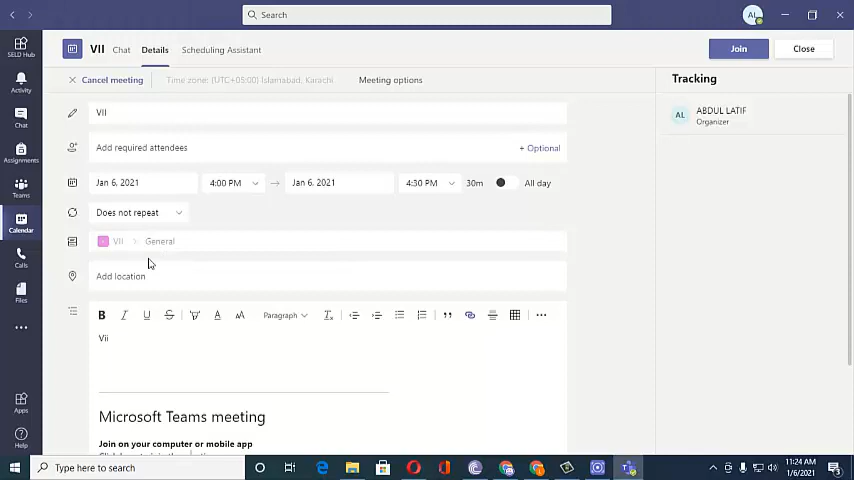 Search
AL
SELD Hub
Activity
Chat
Assignments
Teams
Calendar
Calls
Files
Apps
Help
VII Chat Details Scheduling Assistant Join Close
Cancel meeting Time zone: (UTC+05:00) Islamabad, Karachi Meeting options
Tracking
AL ABDUL LATIF
Organizer
VII
Add required attendees + Optional
Jan 6, 2021 4:00 PM → Jan 6, 2021 4:30 PM 30m All day
Does not repeat
VII > General
Add location
B I U S A AA Paragraph Tx
Vii
Microsoft Teams meeting
Join on your computer or mobile app
Type here to search
11:24 AM
1/6/2021
3